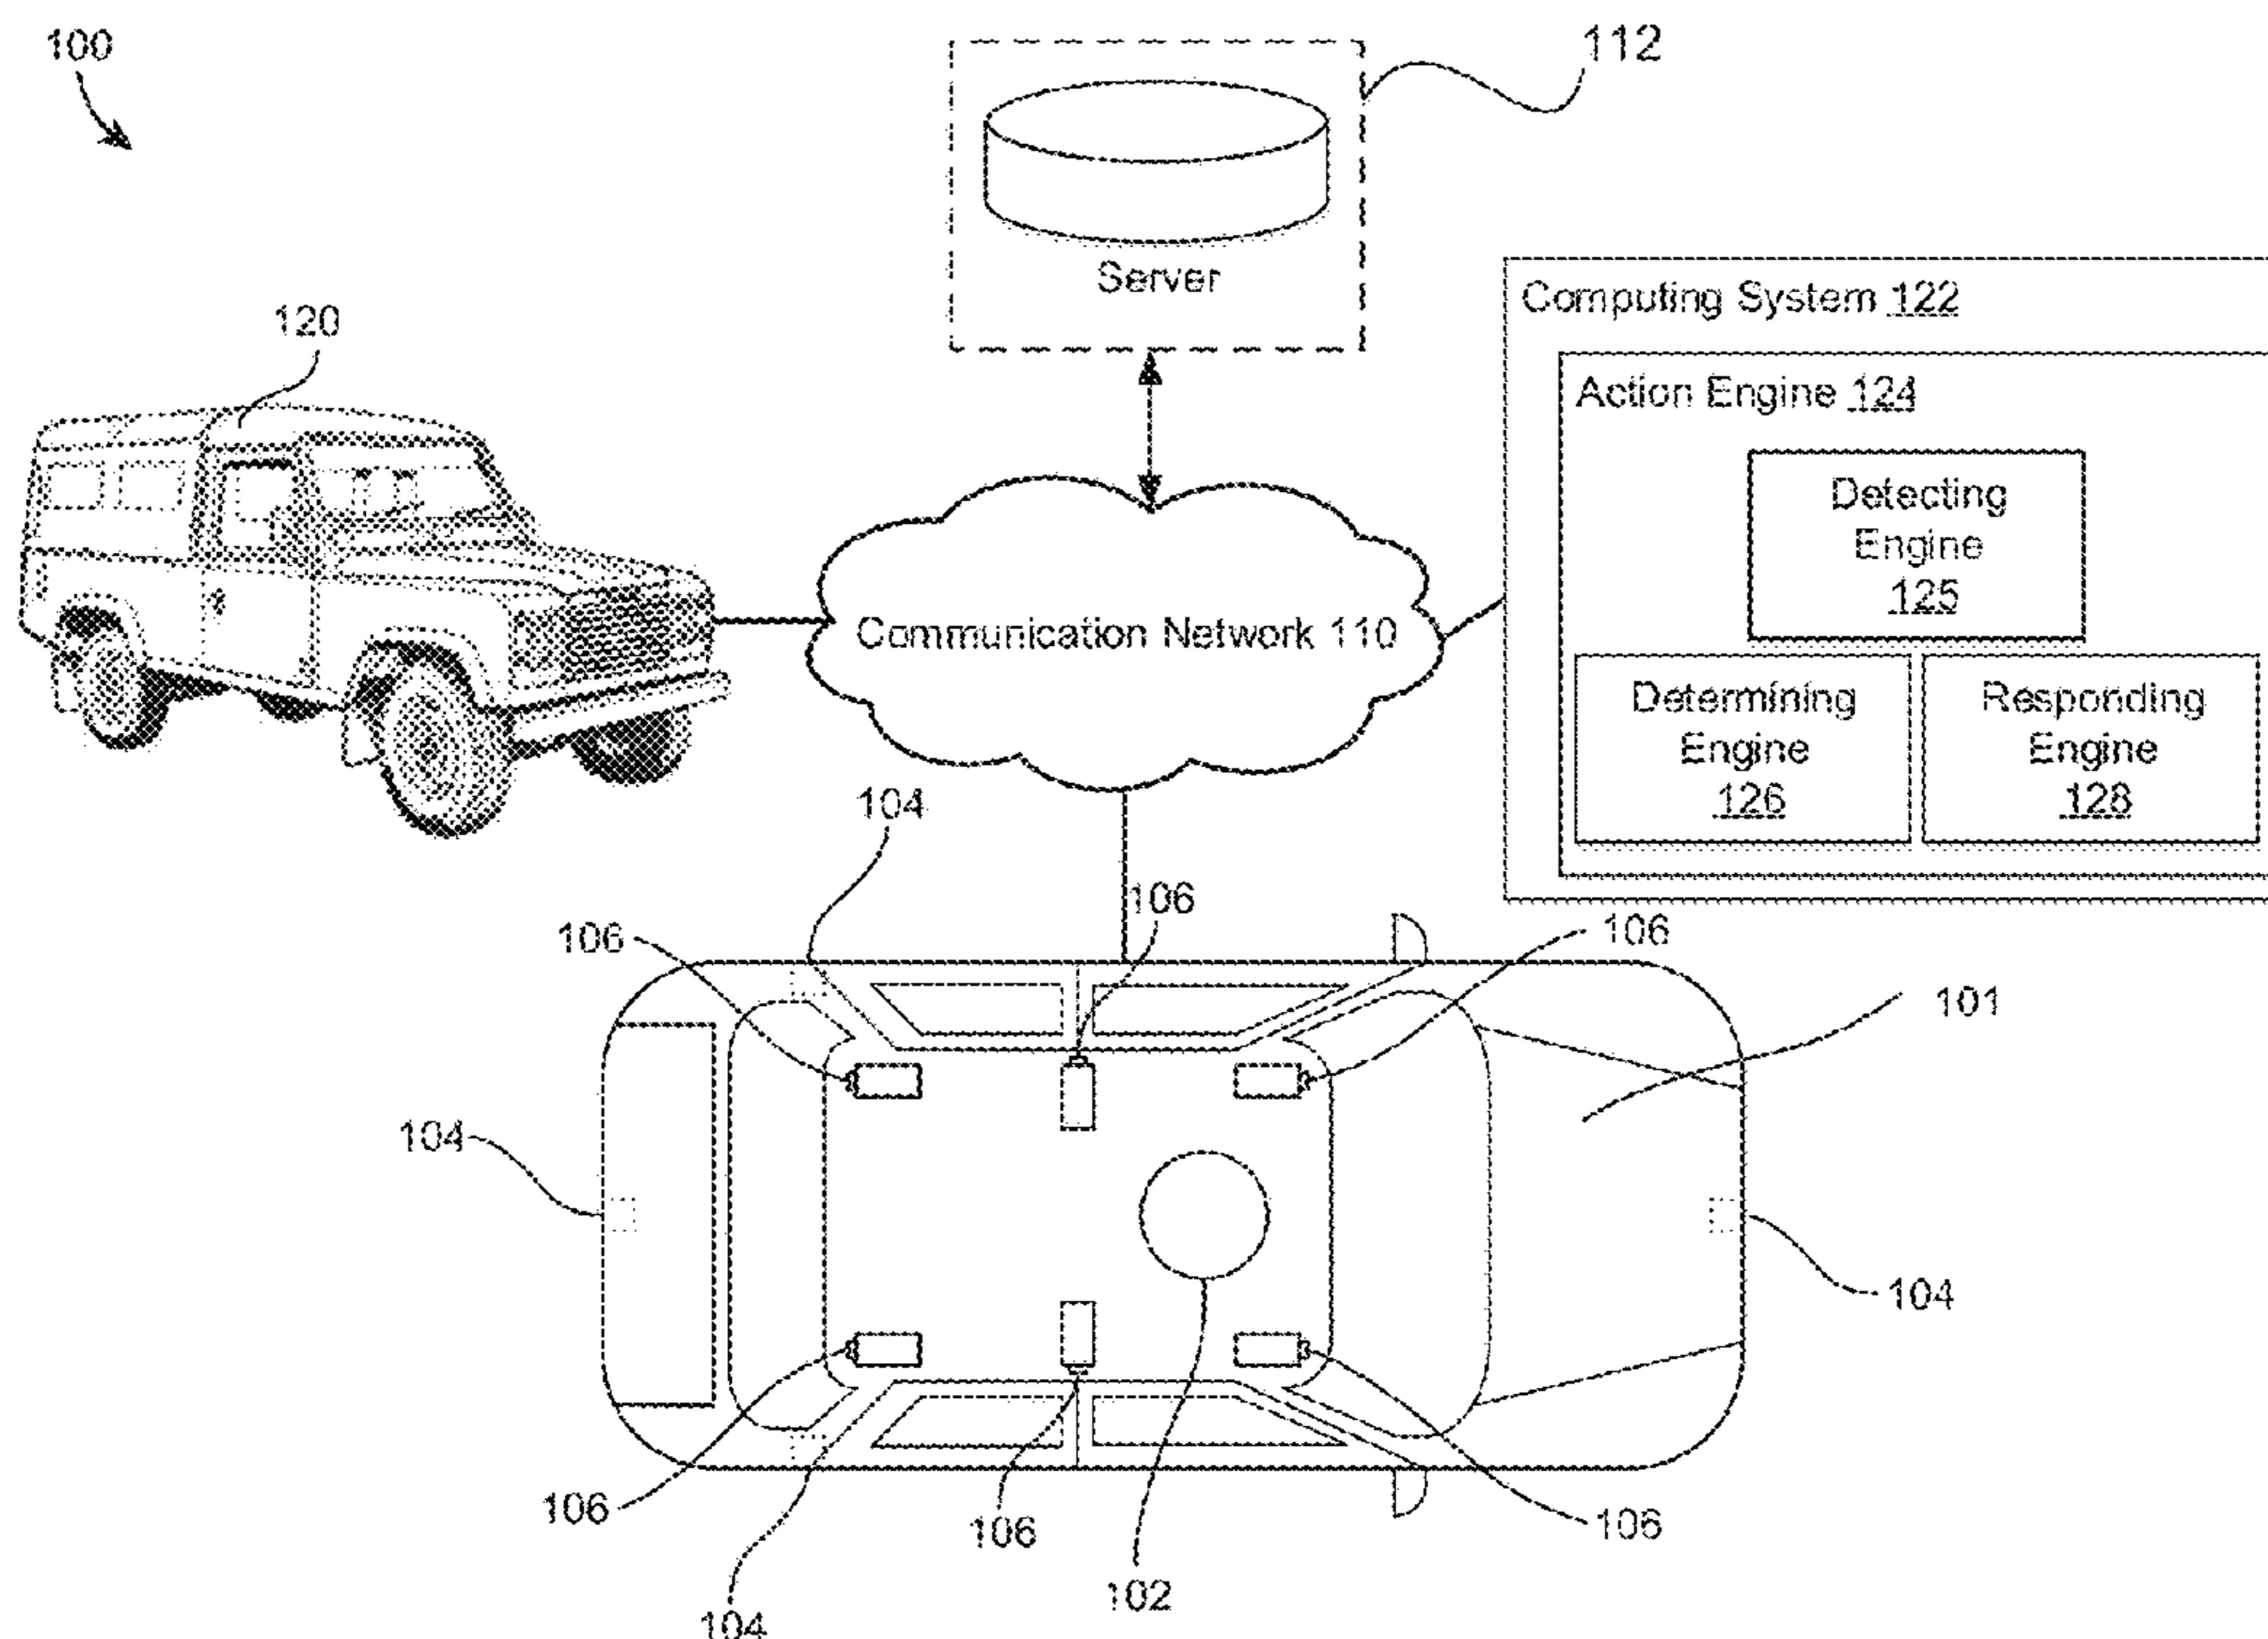 100
112
Server
120
Computing System 122
Action Engine 124
Detecting
Engine
125
Communication Network 110
Determining
Engine
126
Responding
Engine
128
104
106
106
106
101
104
104
106
106
106
102
104